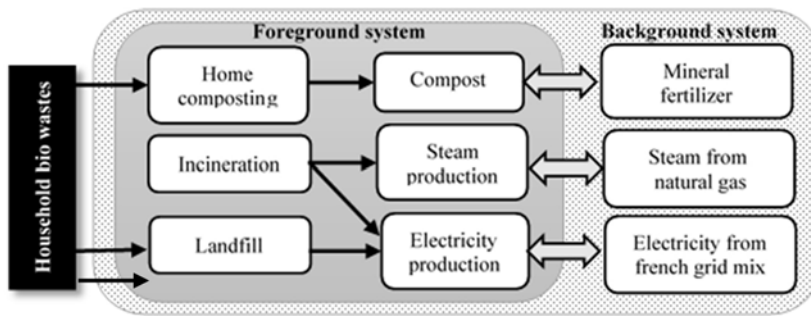 Foreground system
Background system
Household bio wastes
Home
composting
Compost
Mineral
fertilizer
Incineration
Steam
production
Steam from
natural gas
Landfill
Electricity
production
Electricity from
french grid mix